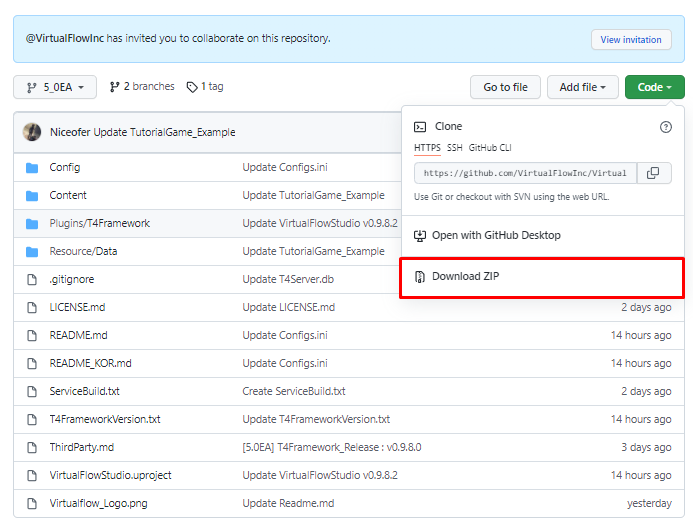 @VirtualFlowInc has invited you to collaborate on this repository.
View invitation
5_0EA
2 branches
1 tag
Go to file
Add file
Code
Niceofer Update TutorialGame_Example
Clone
HTTPS SSH GitHub CLI
https://github.com/VirtualFlowInc/Virtual
Use Git or checkout with SVN using the web URL.
Open with GitHub Desktop
Download ZIP
Config Update Configs.ini
Content Update TutorialGame_Example
Plugins/T4Framework Update VirtualFlowStudio v0.9.8.2
Resource/Data Update TutorialGame_Example
.gitignore Update T4Server.db
LICENSE.md Update LICENSE.md 2 days ago
README.md Update Configs.ini 14 hours ago
README_KOR.md Update Configs.ini 14 hours ago
ServiceBuild.txt Create ServiceBuild.txt 2 days ago
T4FrameworkVersion.txt Update T4FrameworkVersion.txt 14 hours ago
ThirdParty.md [5.0EA] T4Framework_Release : v0.9.8.0 3 days ago
VirtualFlowStudio.uproject Update VirtualFlowStudio v0.9.8.2 14 hours ago
Virtualflow_Logo.png Update Readme.md yesterday